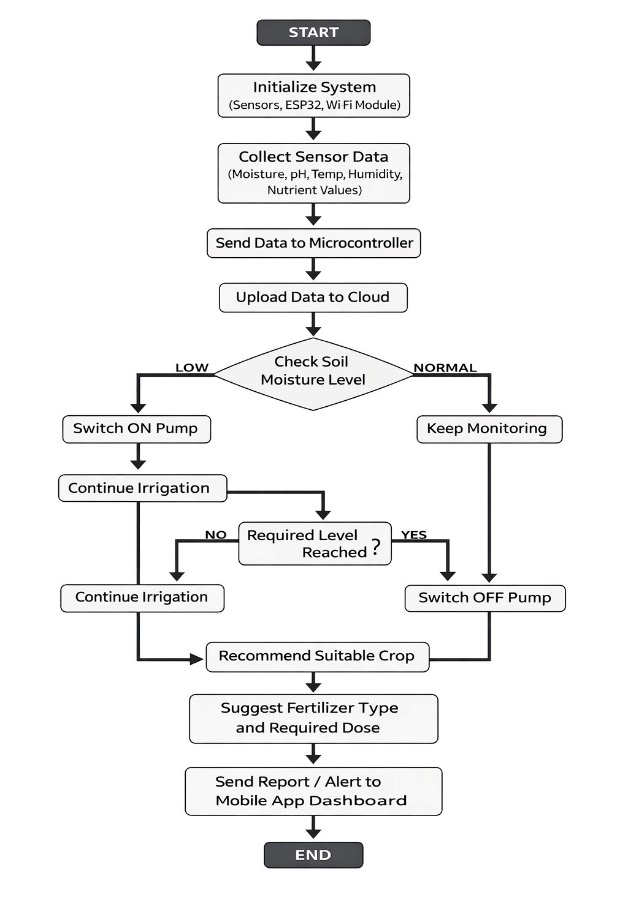 START
Initialize System
(Sensors, ESP32, Wi Fi Module)
Collect Sensor Data
(Moisture, pH, Temp, Humidity,
Nutrient Values)
Send Data to Microcontroller
Upload Data to Cloud
Check Soil
Moisture Level
LOW
NORMAL
Switch ON Pump
Keep Monitoring
Continue Irrigation
Required Level
Reached ?
NO
YES
Continue Irrigation
Switch OFF Pump
Recommend Suitable Crop
Suggest Fertilizer Type
and Required Dose
Send Report / Alert to
Mobile App Dashboard
END